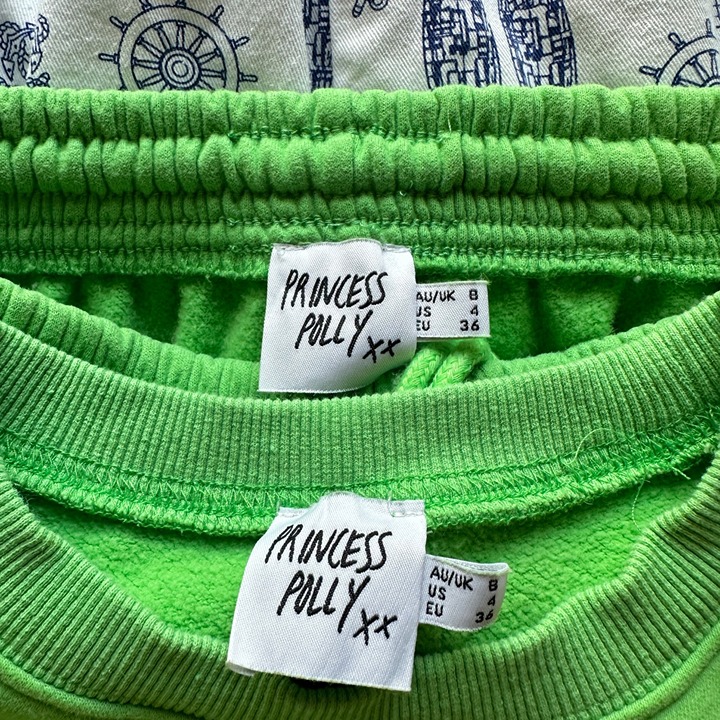 PRINCESS
POLLY
xx
AU/UK 8
US 4
EU 36
PRINCESS
POLLY
xx
AU/UK 8
US 4
EU 36